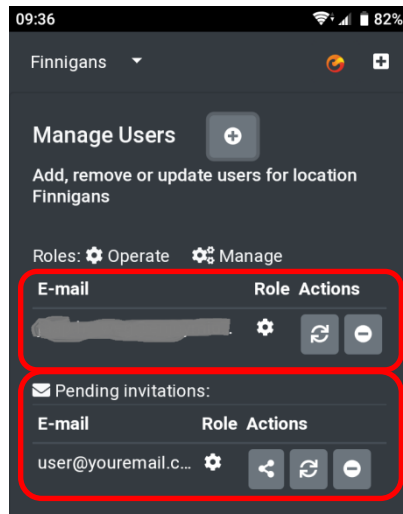 09:36 82%
Finnigans
Manage Users
Add, remove or update users for location
Finnigans
Roles: Operate Manage
E-mail Role Actions
Pending invitations:
E-mail Role Actions
user@youremail.c...